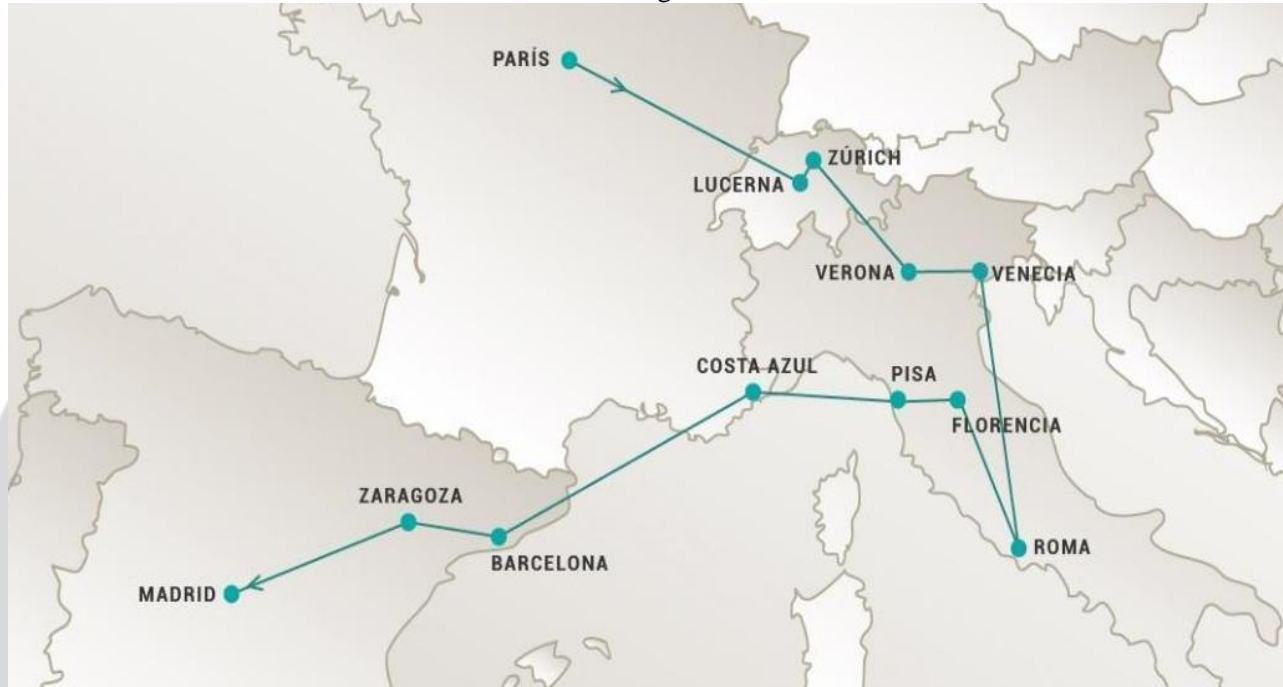 PARÍS
ZÚRICH
LUCERNA
VERONA
VENECIA
COSTA AZUL
PISA
FLORENCIA
ZARAGOZA
BARCELONA
ROMA
MADRID